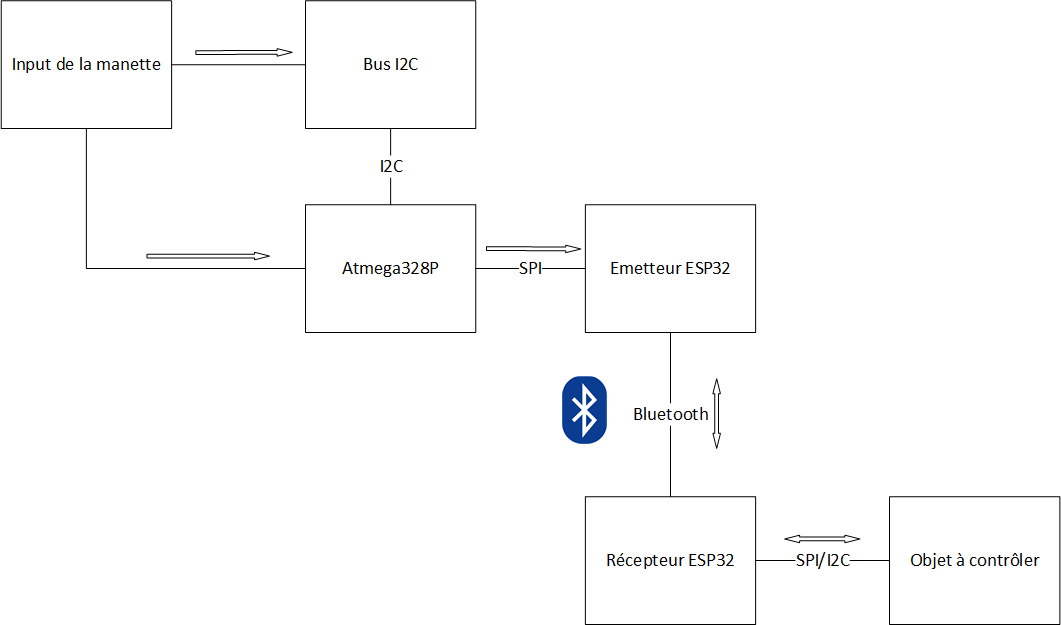 Input de la manette
Bus I2C
I2C
Atmega328P
SPI
Emetteur ESP32
Bluetooth
Récepteur ESP32
SPI/I2C
Objet à contrôler